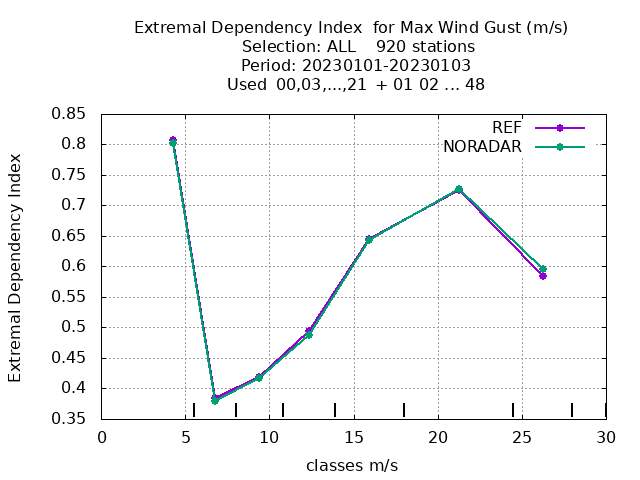 Extremal Dependency Index  for Max Wind Gust (m/s)
Selection: ALL    920 stations
Period: 20230101-20230103
Used  00,03,...,21  + 01 02 ... 48
REF
NORADAR
Extremal Dependency Index
0.85
0.8
0.75
0.7
0.65
0.6
0.55
0.5
0.45
0.4
0.35
0 5 10 15 20 25 30
classes m/s